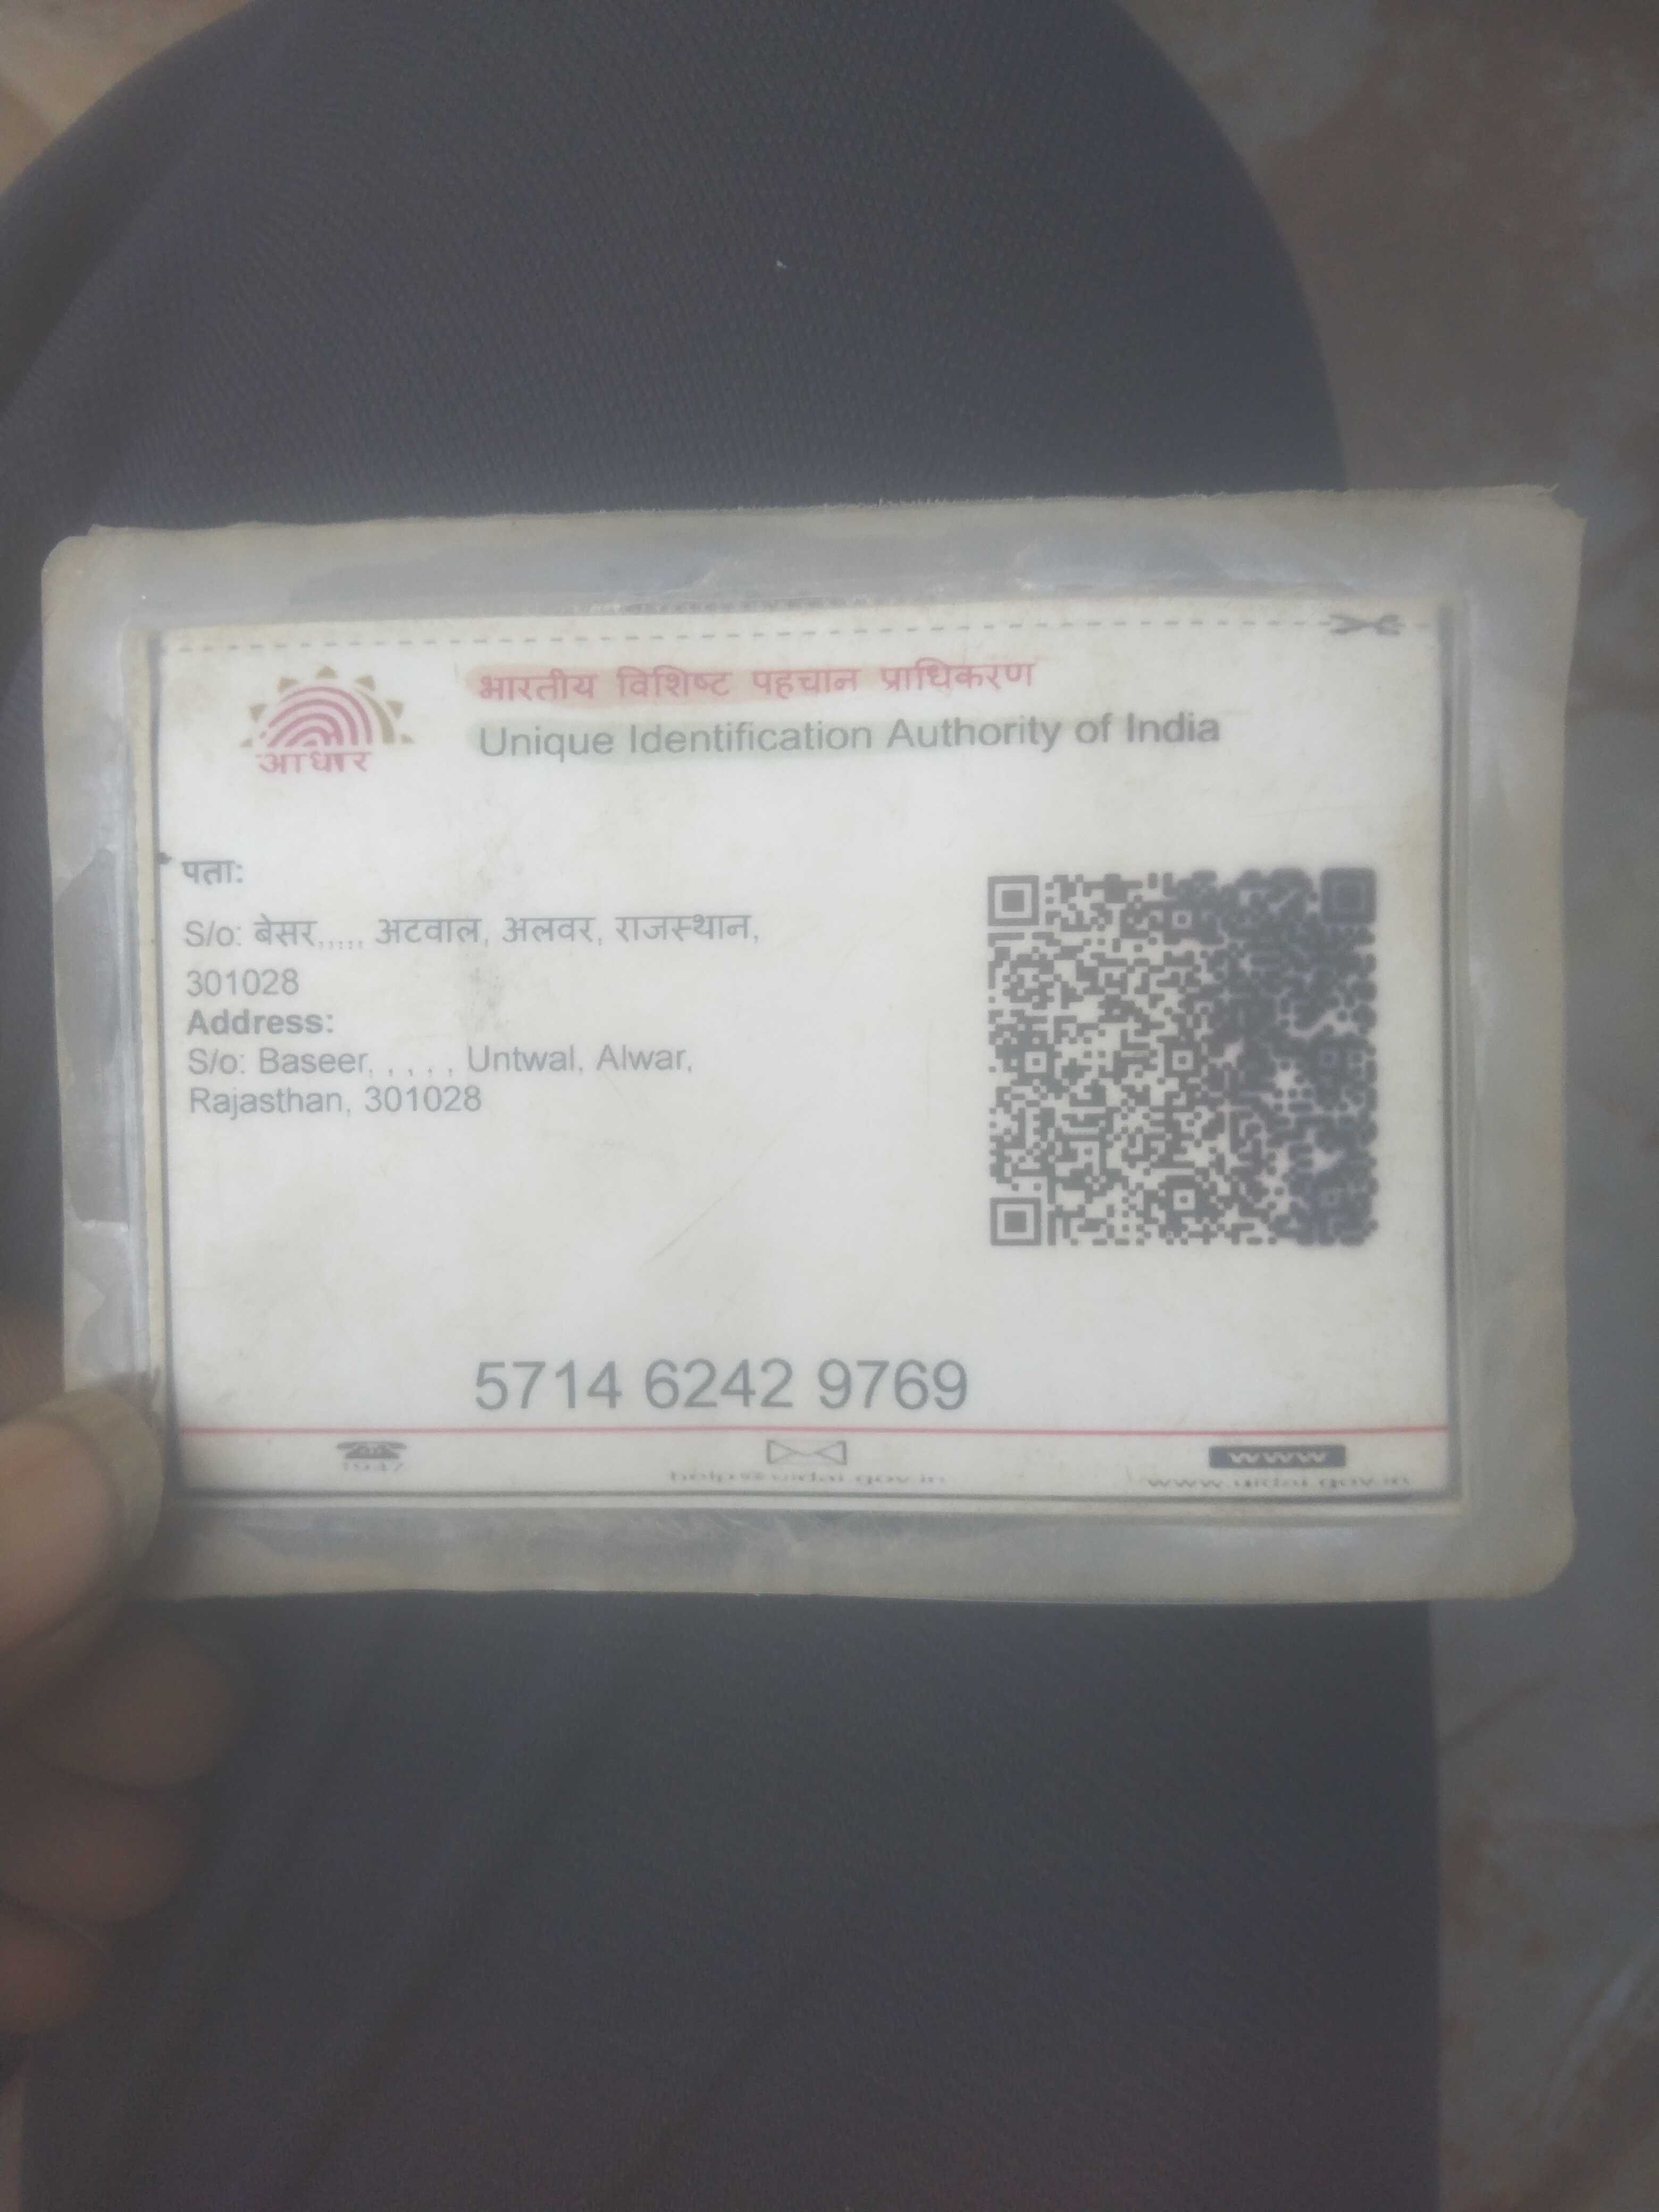 भारतीय विशिष्ट पहचान प्राधिकरण
Unique Identification Authority of India
आधार
पता:
S/o: बेसर,,,,, अटवाल, अलवर, राजस्थान,
301028
Address:
S/o: Baseer, , , , , Untwal, Alwar,
Rajasthan, 301028
5714 6242 9769
1947
help@uidai.gov.in
www
www.uidai.gov.in